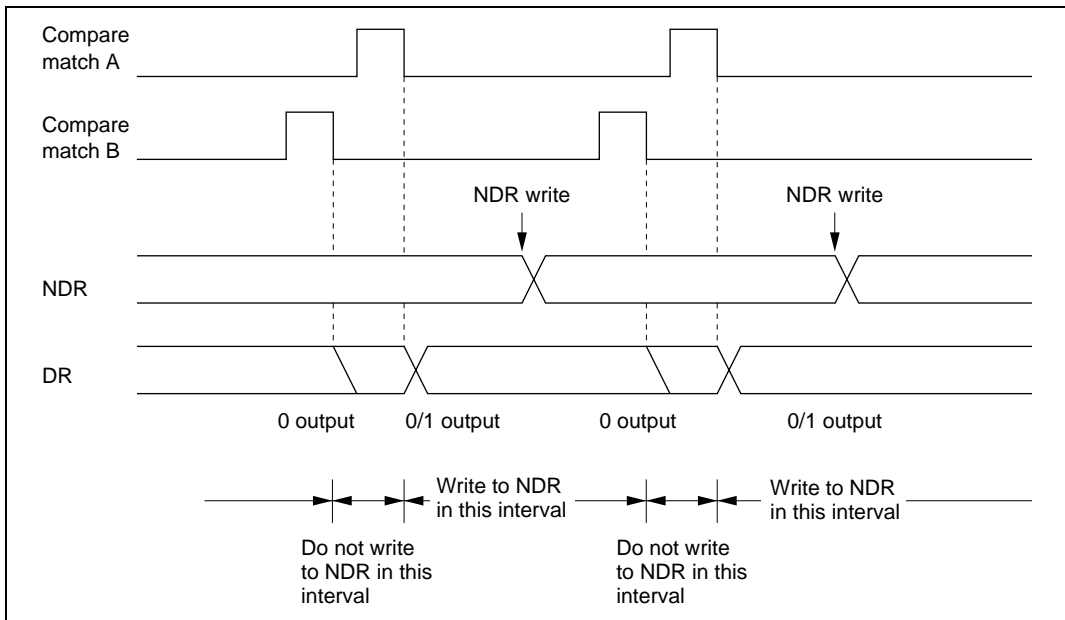 Compare
match A
Compare
match B
NDR write
NDR write
NDR
DR
0 output
0/1 output
0 output
0/1 output
Write to NDR
in this interval
Write to NDR
in this interval
Do not write
to NDR in this
interval
Do not write
to NDR in this
interval